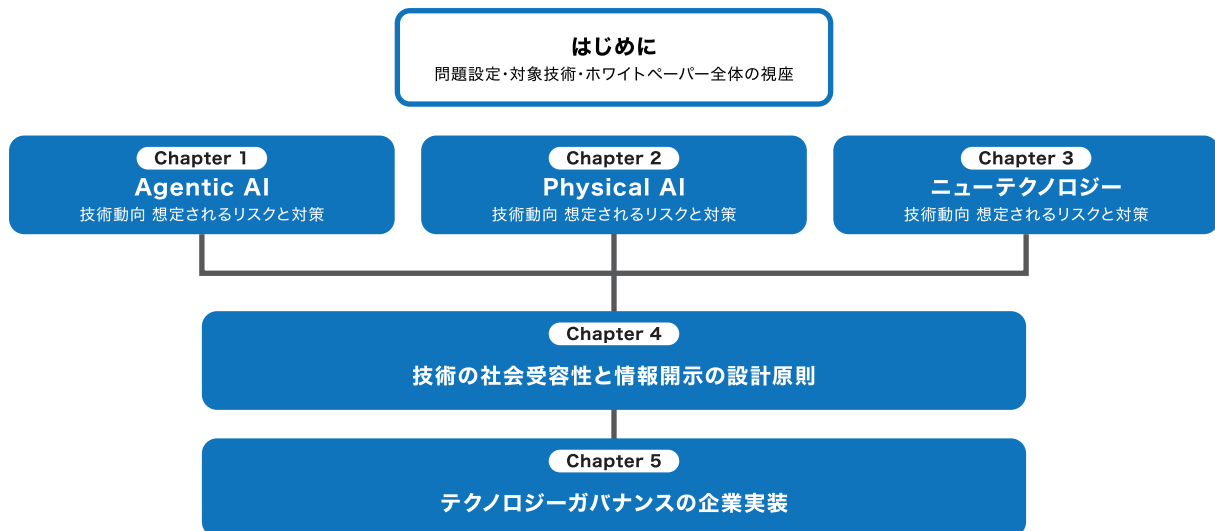 はじめに
問題設定・対象技術・ホワイトペーパー全体の視座
Chapter 1
Agentic AI
技術動向 想定されるリスクと対策
Chapter 2
Physical AI
技術動向 想定されるリスクと対策
Chapter 3
ニューテクノロジー
技術動向 想定されるリスクと対策
Chapter 4
技術の社会受容性と情報開示の設計原則
Chapter 5
テクノロジーガバナンスの企業実装